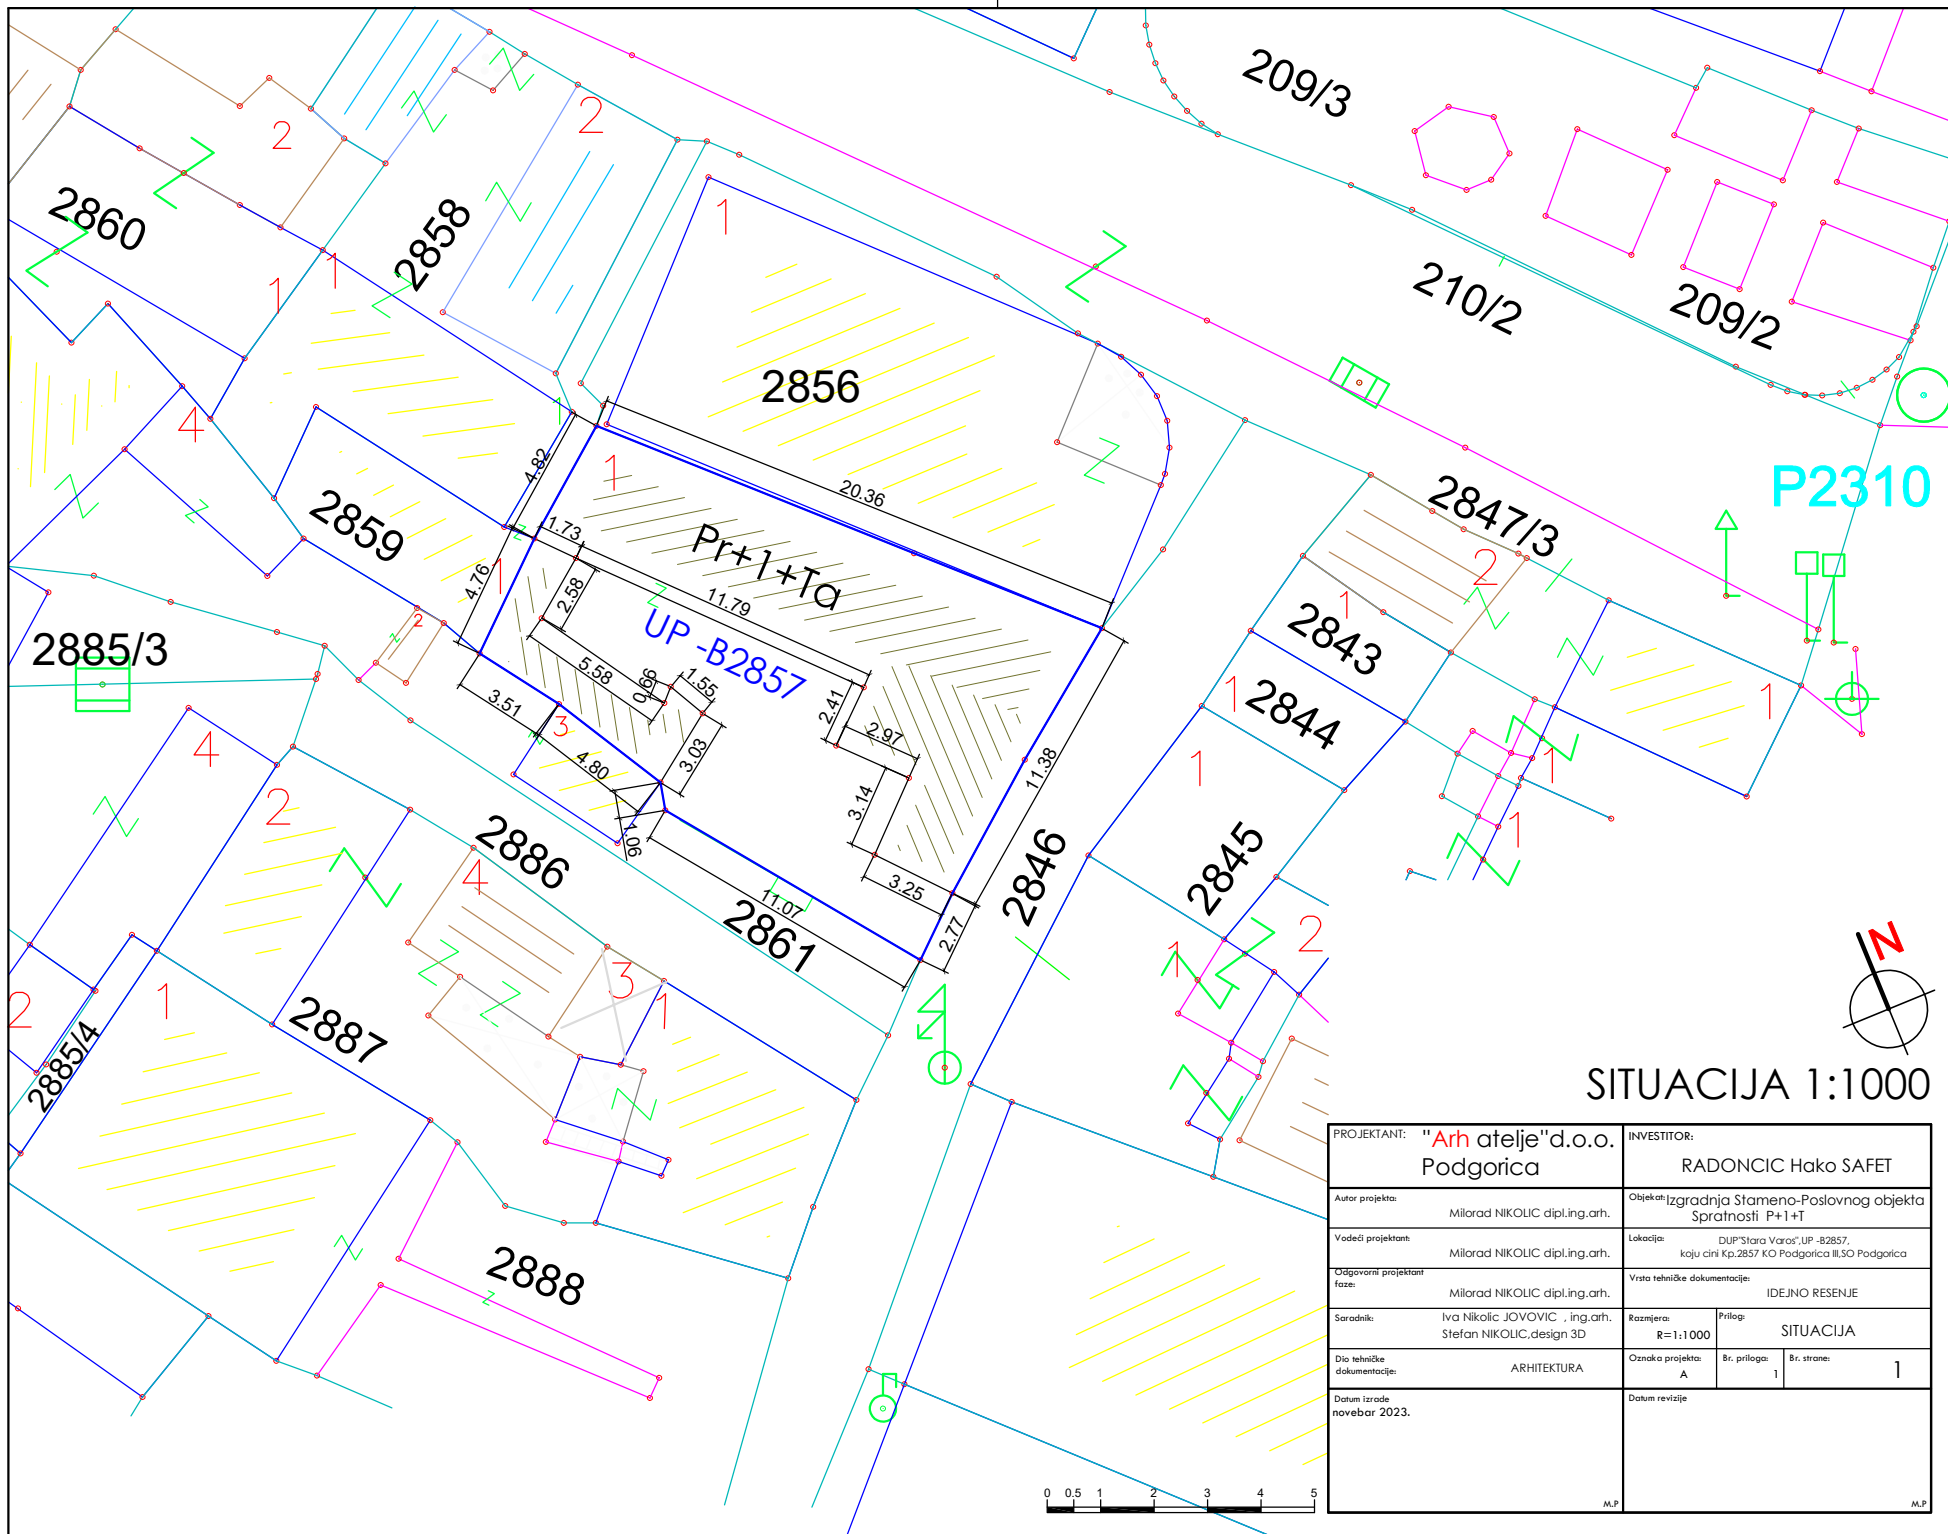 209/3
2
2
1
2860
2858
1
1
210/2
209/2
2856
4
1
4.82
20.36
P2310
2847/3
2859
1.73
Pr+1+Ta
2
4.76
1
2.58
11.79
1
2
UP -B2857
2843
2885/3
5.58
0.66
1.55
1
1
3.51
2.41
2844
3
2.97
4
4.80
3.03
11.38
1
1
2
3.14
1
1.06
2886
2845
2846
4
3.25
11.07
2861
2.77
2
1
N
3
1
1
2
2887
2885/4
SITUACIJA 1:1000
PROJEKTANT: "Arh atelje"d.o.o.
Podgorica
INVESTITOR:
RADONCIC Hako SAFET
Autor projekta:
Milorad NIKOLIC dipl.ing.arh.
Objekat: Izgradnja Stameno-Poslovnog objekta
Spratnosti P+1+T
Vodeći projektant:
Milorad NIKOLIC dipl.ing.arh.
Lokacija: DUP"Stara Varos",UP -B2857,
koju cini Kp.2857 KO Podgorica III,SO Podgorica
Odgovorni projektant
faze:
Milorad NIKOLIC dipl.ing.arh.
Vrsta tehničke dokumentacije:
IDEJNO RESENJE
Saradnik: Iva Nikolic JOVOVIC , ing.arh.
Stefan NIKOLIC,design 3D
Razmjera:
R=1:1000
Prilog:
SITUACIJA
Dio tehničke
dokumentacije:
ARHITEKTURA
Oznaka projekta:
A
Br. priloga:
1
Br. strane:
1
Datum izrade
novebar 2023.
Datum revizije
M.P
M.P
2888
0 0.5 1 2 3 4 5